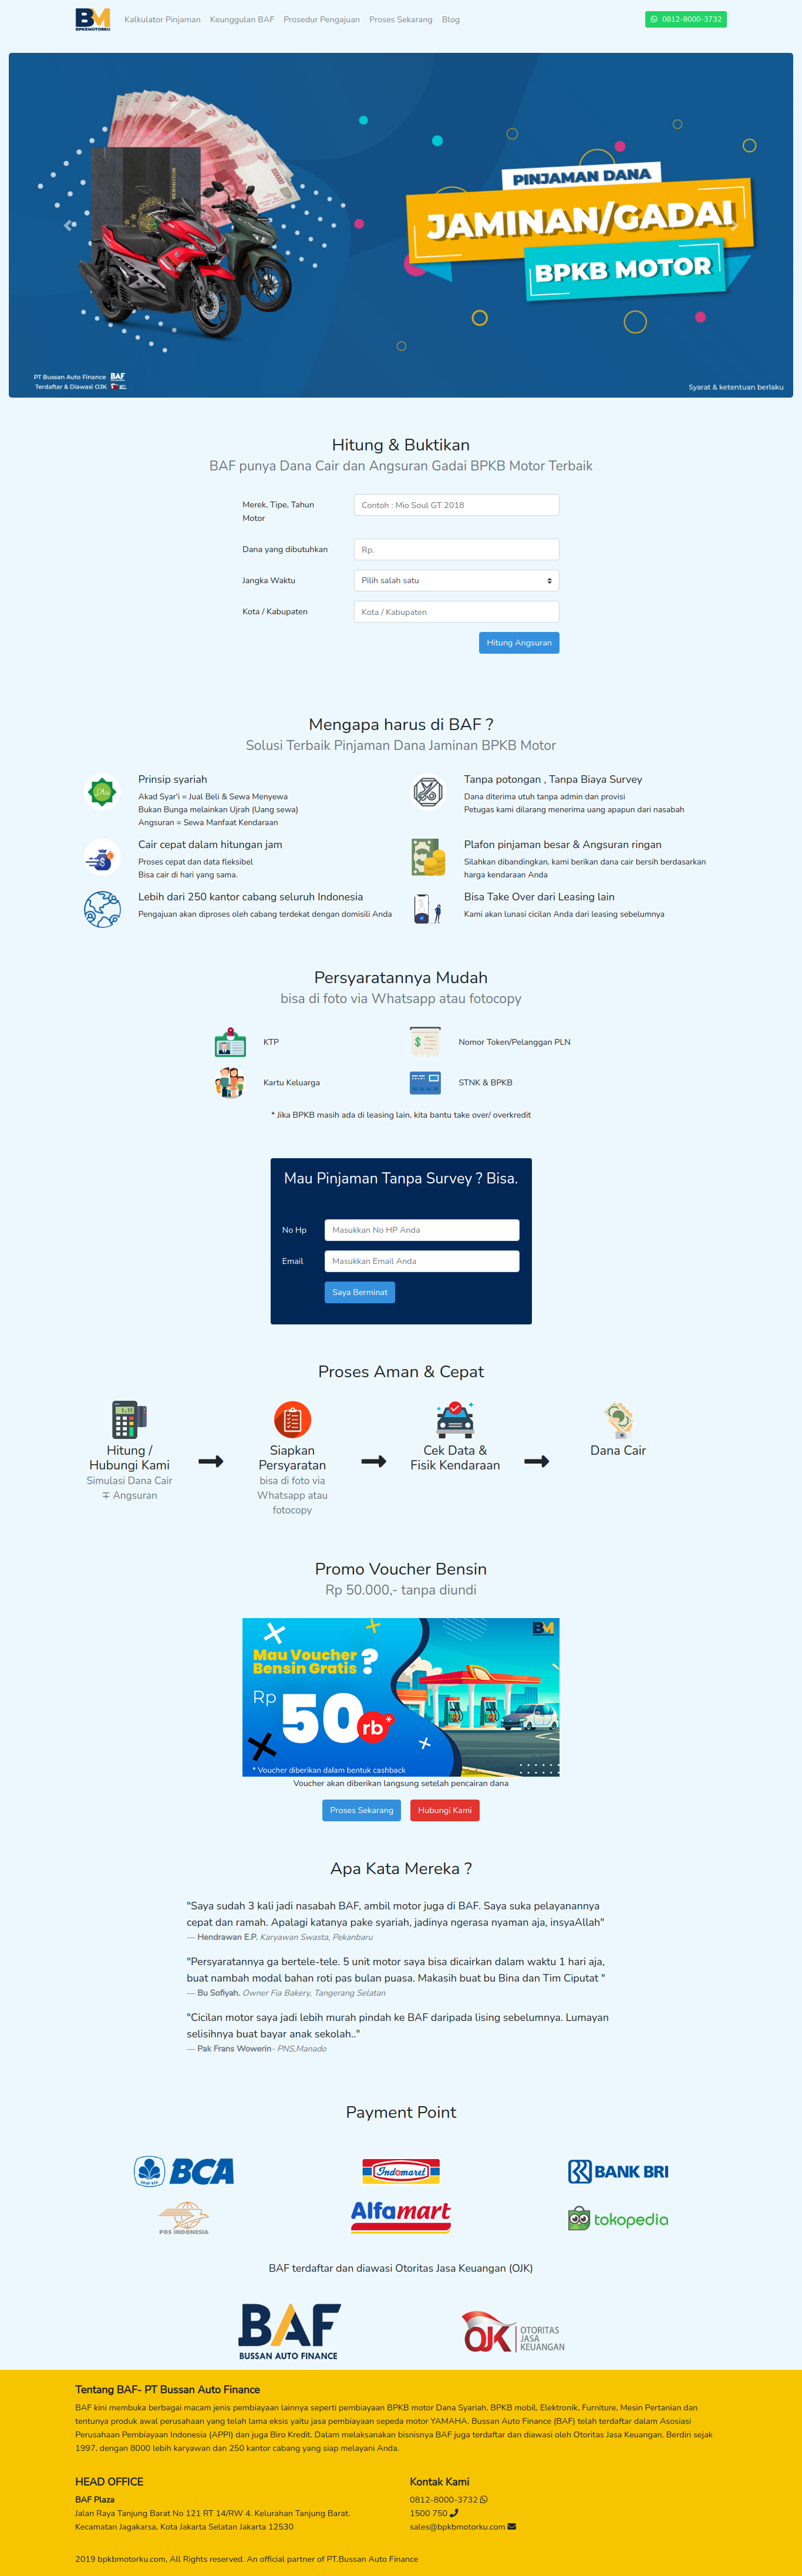 BM
BPKBMOTORKU
Kalkulator Pinjaman
Keunggulan BAF
Prosedur Pengajuan
Proses Sekarang
Blog
0812-8000-3732
PINJAMAN DANA
JAMINAN/GADAI
BPKB MOTOR
PT Bussan Auto Finance BAF
Terdaftar & Diawasi OJK
Syarat & ketentuan berlaku
Hitung & Buktikan
BAF punya Dana Cair dan Angsuran Gadai BPKB Motor Terbaik
Merek, Tipe, Tahun
Motor
Contoh : Mio Soul GT 2018
Dana yang dibutuhkan
Rp.
Jangka Waktu
Pilih salah satu
Kota / Kabupaten
Kota / Kabupaten
Hitung Angsuran
Mengapa harus di BAF ?
Solusi Terbaik Pinjaman Dana Jaminan BPKB Motor
Prinsip syariah
Akad Syar'i = Jual Beli & Sewa Menyewa
Bukan Bunga melainkan Ujrah (Uang sewa)
Angsuran = Sewa Manfaat Kendaraan
Tanpa potongan , Tanpa Biaya Survey
Dana diterima utuh tanpa admin dan provisi
Petugas kami dilarang menerima uang apapun dari nasabah
Cair cepat dalam hitungan jam
Proses cepat dan data fleksibel
Bisa cair di hari yang sama.
Plafon pinjaman besar & Angsuran ringan
Silahkan dibandingkan, kami berikan dana cair bersih berdasarkan
harga kendaraan Anda
Lebih dari 250 kantor cabang seluruh Indonesia
Pengajuan akan diproses oleh cabang terdekat dengan domisili Anda
Bisa Take Over dari Leasing lain
Kami akan lunasi cicilan Anda dari leasing sebelumnya
Persyaratannya Mudah
bisa di foto via Whatsapp atau fotocopy
KTP
Nomor Token/Pelanggan PLN
Kartu Keluarga
STNK & BPKB
* Jika BPKB masih ada di leasing lain, kita bantu take over/ overkredit
Mau Pinjaman Tanpa Survey ? Bisa.
No Hp
Masukkan No HP Anda
Email
Masukkan Email Anda
Saya Berminat
Proses Aman & Cepat
Hitung /
Hubungi Kami
Simulasi Dana Cair
∓ Angsuran
Siapkan
Persyaratan
bisa di foto via
Whatsapp atau
fotocopy
Cek Data &
Fisik Kendaraan
Dana Cair
Promo Voucher Bensin
Rp 50.000,- tanpa diundi
BM
Mau Voucher
Bensin Gratis ?
Rp 50 rb*
* Voucher diberikan dalam bentuk cashback
Voucher akan diberikan langsung setelah pencairan dana
Proses Sekarang
Hubungi Kami
Apa Kata Mereka ?
"Saya sudah 3 kali jadi nasabah BAF, ambil motor juga di BAF. Saya suka pelayanannya
cepat dan ramah. Apalagi katanya pake syariah, jadinya ngerasa nyaman aja, insyaAllah"
— Hendrawan E.P. Karyawan Swasta, Pekanbaru
"Persyaratannya ga bertele-tele. 5 unit motor saya bisa dicairkan dalam waktu 1 hari aja,
buat nambah modal bahan roti pas bulan puasa. Makasih buat bu Bina dan Tim Ciputat "
— Bu Sofiyah. Owner Fia Bakery, Tangerang Selatan
"Cicilan motor saya jadi lebih murah pindah ke BAF daripada lising sebelumnya. Lumayan
selisihnya buat bayar anak sekolah.."
— Pak Frans Wowerin- PNS,Manado
Payment Point
BCA
Indomaret
BANK BRI
POS INDONESIA
Alfamart
tokopedia
BAF terdaftar dan diawasi Otoritas Jasa Keuangan (OJK)
BAF
BUSSAN AUTO FINANCE
OJK OTORITAS
JASA
KEUANGAN
Tentang BAF- PT Bussan Auto Finance
BAF kini membuka berbagai macam jenis pembiayaan lainnya seperti pembiayaan BPKB motor Dana Syariah, BPKB mobil, Elektronik, Furniture, Mesin Pertanian dan
tentunya produk awal perusahaan yang telah lama eksis yaitu jasa pembiayaan sepeda motor YAMAHA. Bussan Auto Finance (BAF) telah terdaftar dalam Asosiasi
Perusahaan Pembiayaan Indonesia (APPI) dan juga Biro Kredit. Dalam melaksanakan bisnisnya BAF juga terdaftar dan diawasi oleh Otoritas Jasa Keuangan. Berdiri sejak
1997, dengan 8000 lebih karyawan dan 250 kantor cabang yang siap melayani Anda.
HEAD OFFICE
BAF Plaza
Jalan Raya Tanjung Barat No 121 RT 14/RW 4. Kelurahan Tanjung Barat.
Kecamatan Jagakarsa, Kota Jakarta Selatan Jakarta 12530
Kontak Kami
0812-8000-3732
1500 750
sales@bpkbmotorku.com
2019 bpkbmotorku.com, All Rights reserved. An official partner of PT.Bussan Auto Finance